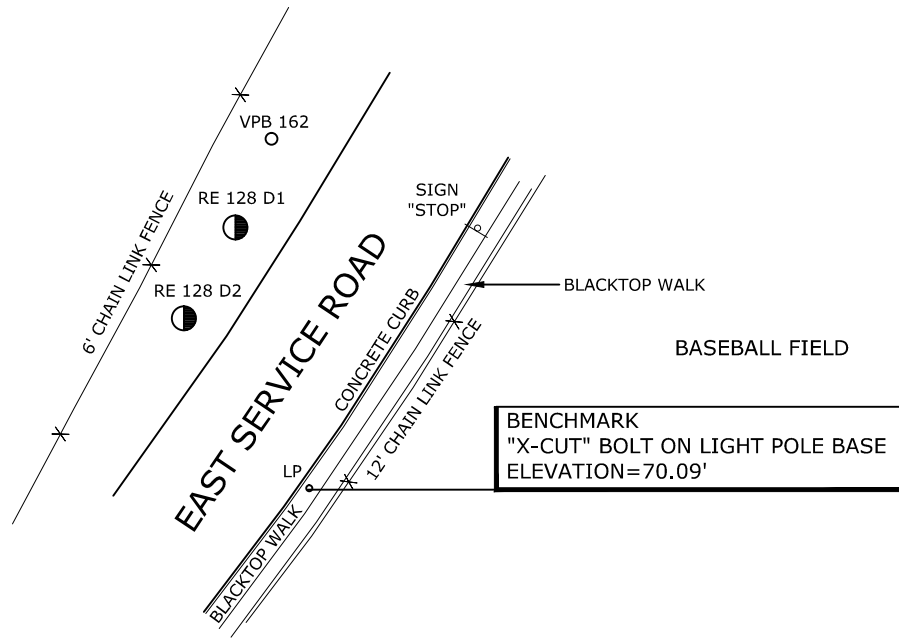 VPB 162
RE 128 D1
SIGN
"STOP"
6' CHAIN LINK FENCE
RE 128 D2
EAST SERVICE ROAD
CONCRETE CURB
BLACKTOP WALK
12' CHAIN LINK FENCE
BASEBALL FIELD
BENCHMARK
"X-CUT" BOLT ON LIGHT POLE BASE
ELEVATION=70.09'
LP
BLACKTOP WALK